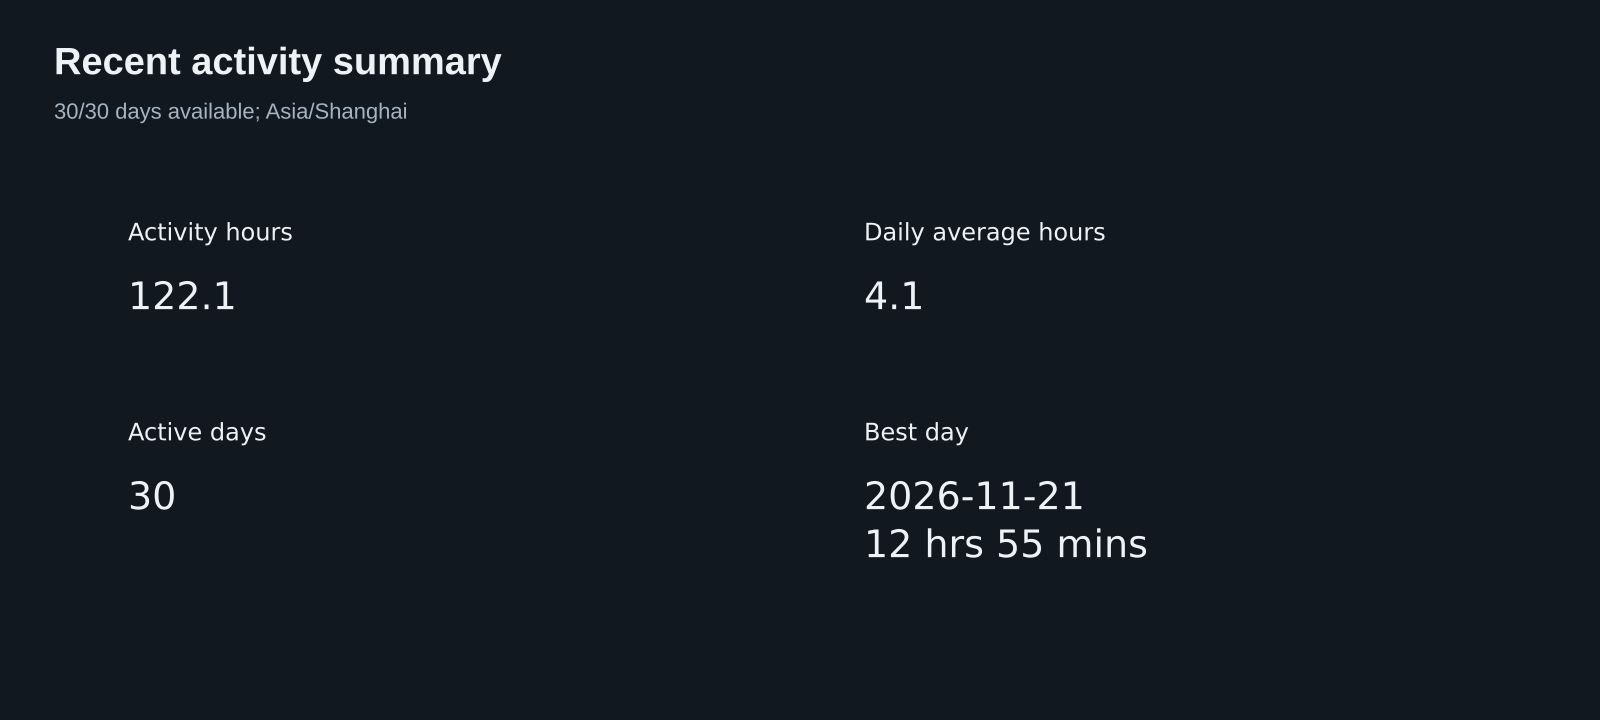 Recent activity summary
30/30 days available; Asia/Shanghai
Activity hours
122.1
Daily average hours
4.1
Active days
30
Best day
2026-11-21
12 hrs 55 mins